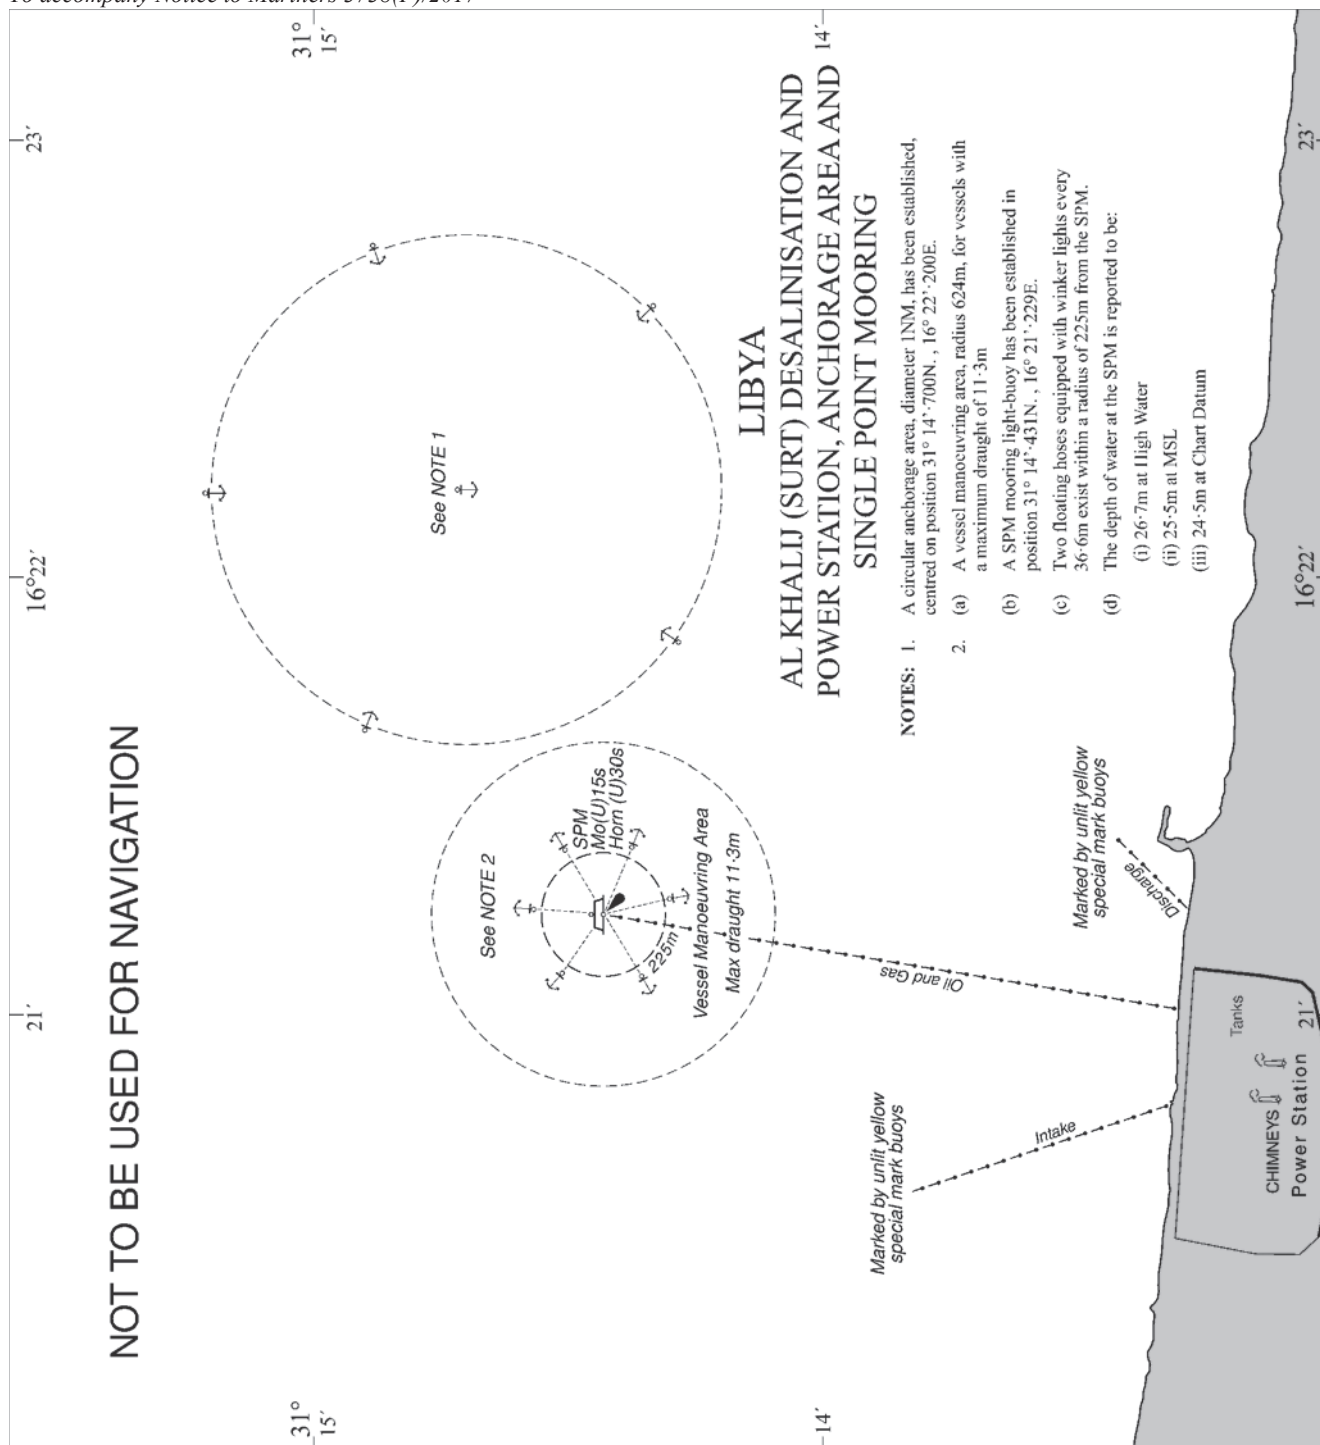 To accompany Notice to Mariners
NOT TO BE USED FOR NAVIGATION
21´
16°22´
23´
31°
15´
31°
15´
14´
14´
21´
16°22´
23´
See NOTE 1
See NOTE 2
SPM
Mo(U)15s
Horn (U)30s
225m
Vessel Manoeuvring Area
Max draught 11·3m
Oil and Gas
Marked by unlit yellow
special mark buoys
Intake
Marked by unlit yellow
special mark buoys
Discharge
Tanks
CHIMNEYS
Power Station
LIBYA
AL KHALIJ (SURT) DESALINISATION AND
POWER STATION, ANCHORAGE AREA AND
SINGLE POINT MOORING
NOTES: 1. A circular anchorage area, diameter 1NM, has been established,
centred on position 31° 14'·700N. , 16° 22'·200E.
2. (a) A vessel manoeuvring area, radius 624m, for vessels with
a maximum draught of 11·3m
(b) A SPM mooring light-buoy has been established in
position 31° 14'·431N. , 16° 21'·229E.
(c) Two floating hoses equipped with winker lights every
36·6m exist within a radius of 225m from the SPM.
(d) The depth of water at the SPM is reported to be:
(i) 26·7m at High Water
(ii) 25·5m at MSL
(iii) 24·5m at Chart Datum